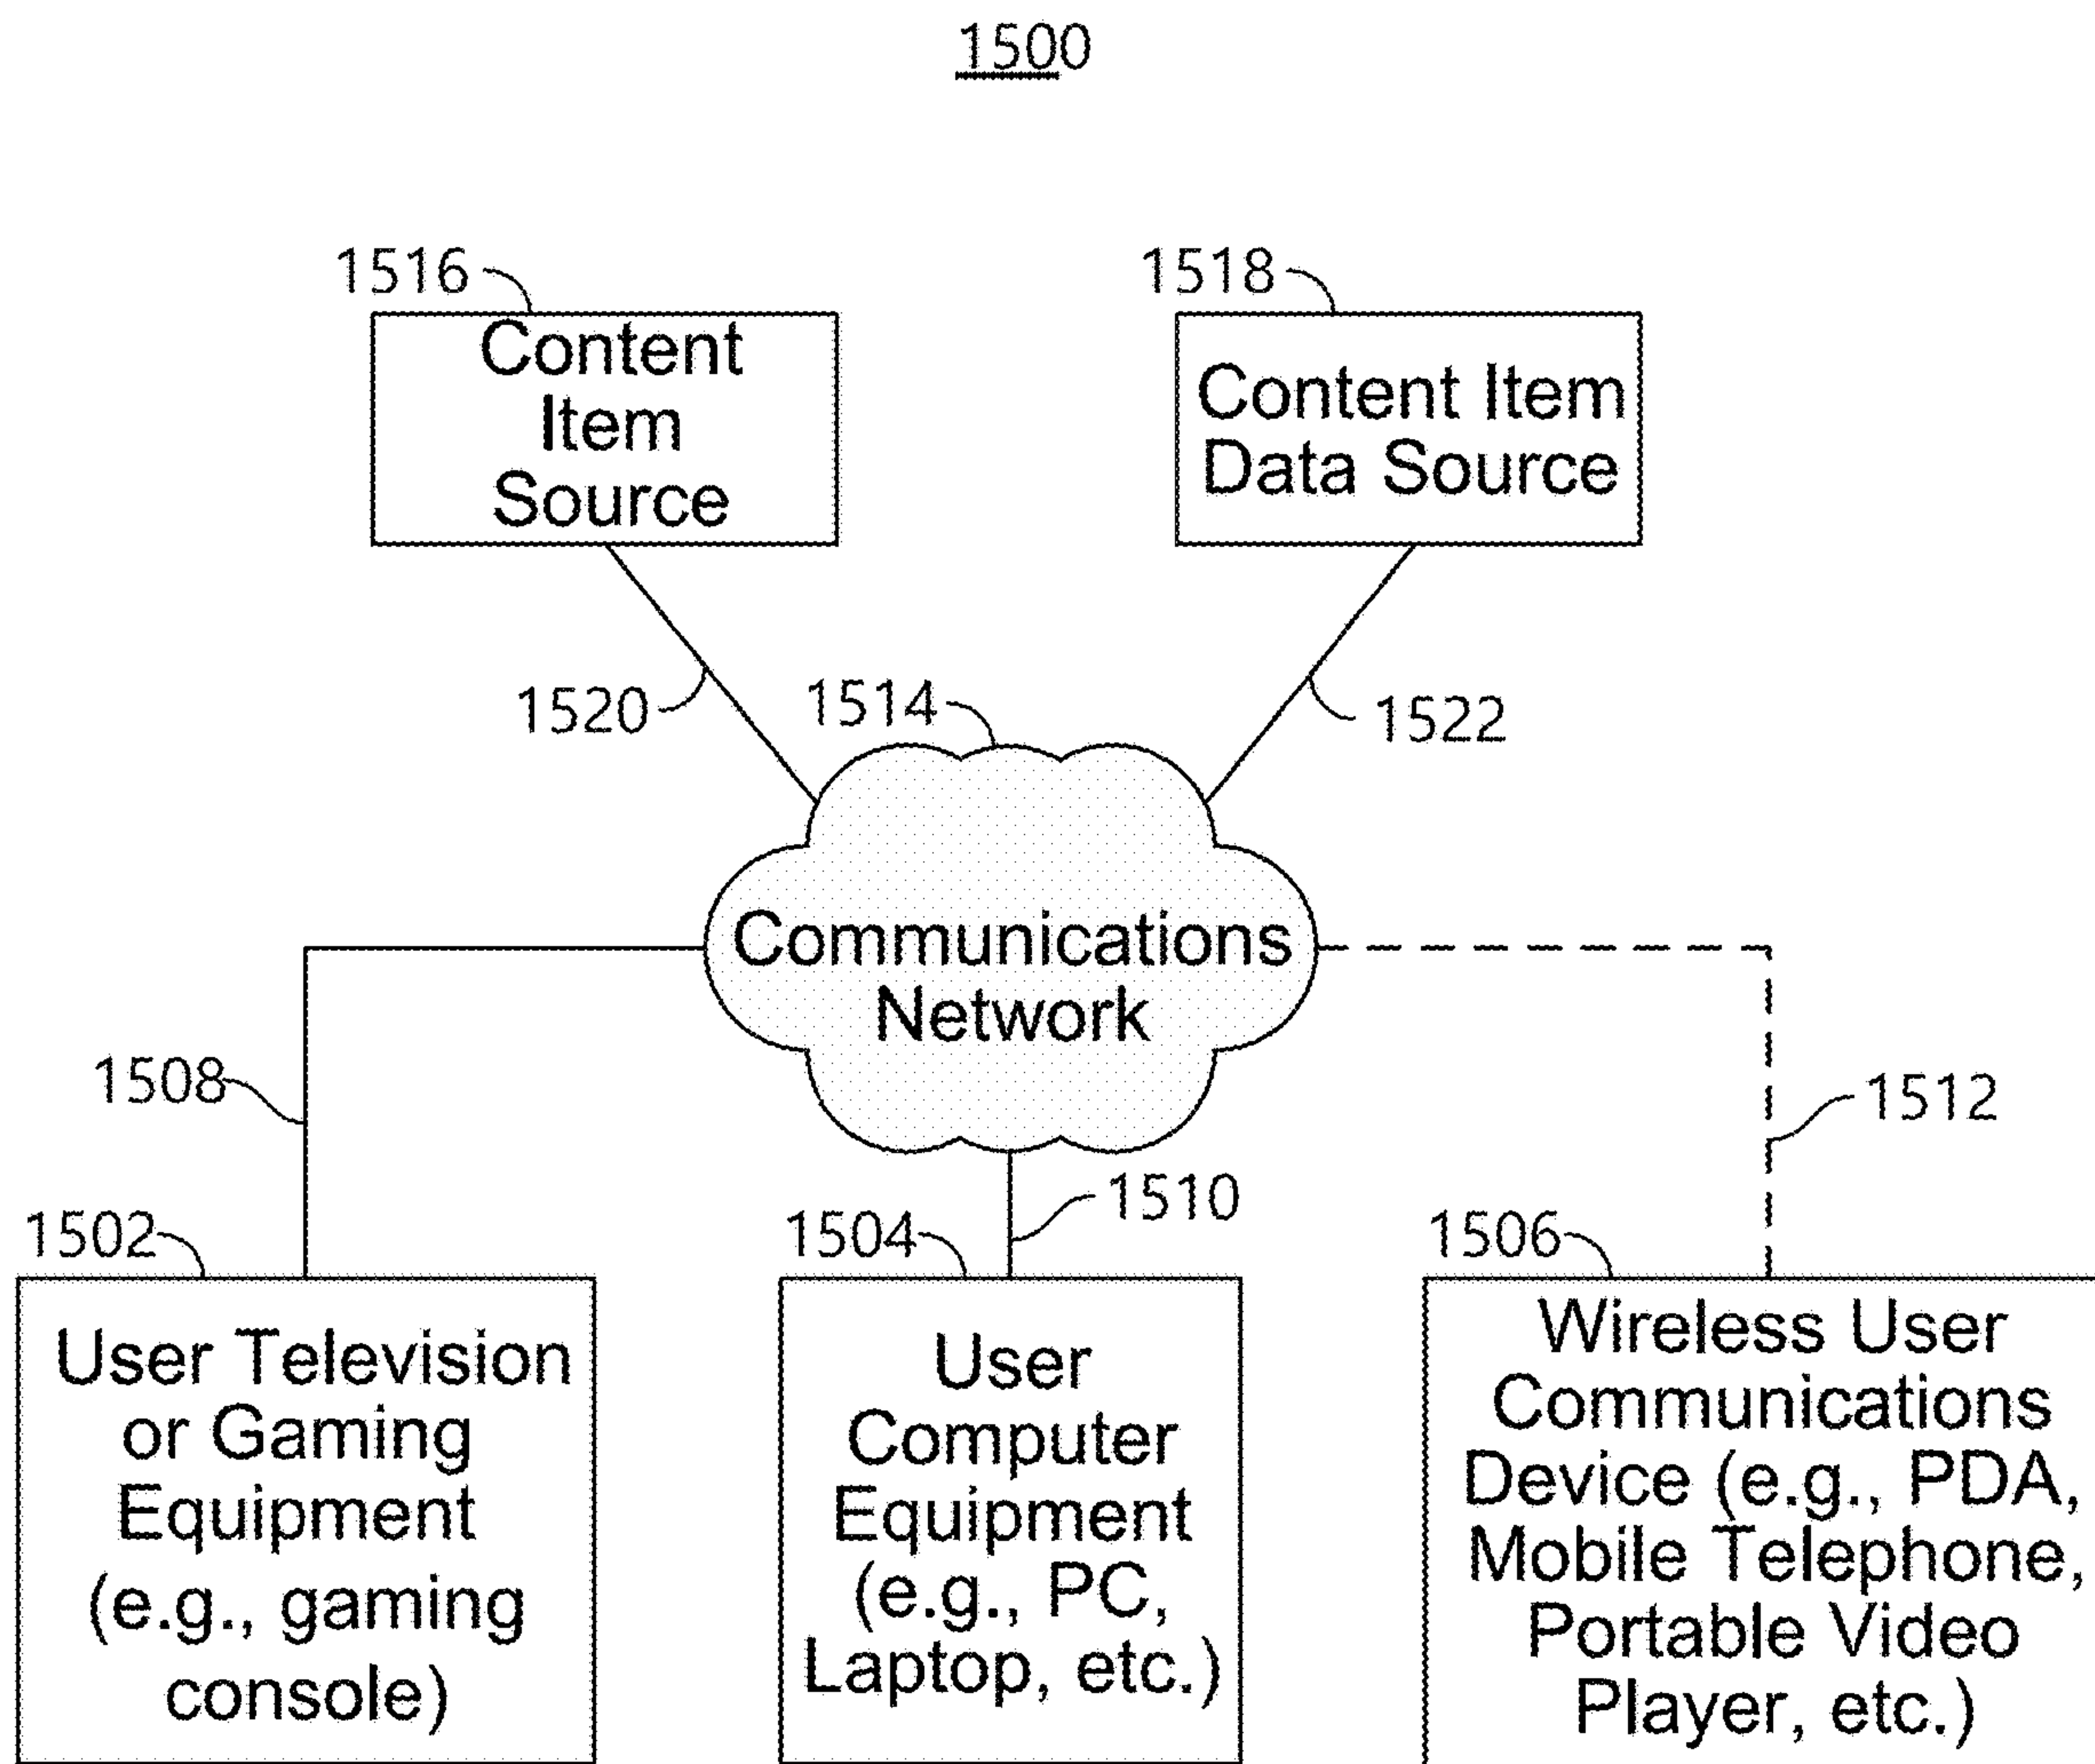 1500
1516
Content
Item
Source
1518
Content Item
Data Source
1520
1514
1522
Communications
Network
1508
1512
1510
1502
User Television
or Gaming
Equipment
(e.g., gaming
console)
1504
User
Computer
Equipment
(e.g., PC,
Laptop, etc.)
1506
Wireless User
Communications
Device (e.g., PDA,
Mobile Telephone,
Portable Video
Player, etc.)